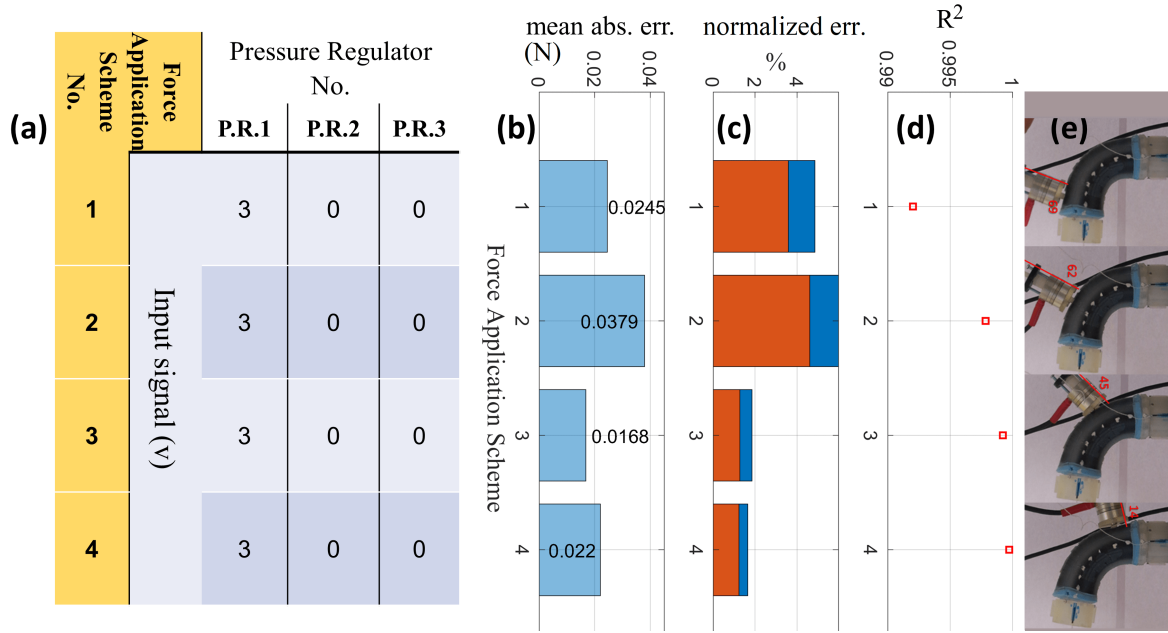 (a)
Force
Application
Scheme
No.
Pressure Regulator
No.
P.R.1 P.R.2 P.R.3
Input signal (v)
1 3 0 0
2 3 0 0
3 3 0 0
4 3 0 0
(b)
mean abs. err.
(N)
0 0.02 0.04
Force Application Scheme
1 0.0245
2 0.0379
3 0.0168
4 0.022
(c)
normalized err.
%
0 2 4
1
2
3
4
(d)
R²
0.99 0.995 1
1
2
3
4
(e)
69
62
45
14